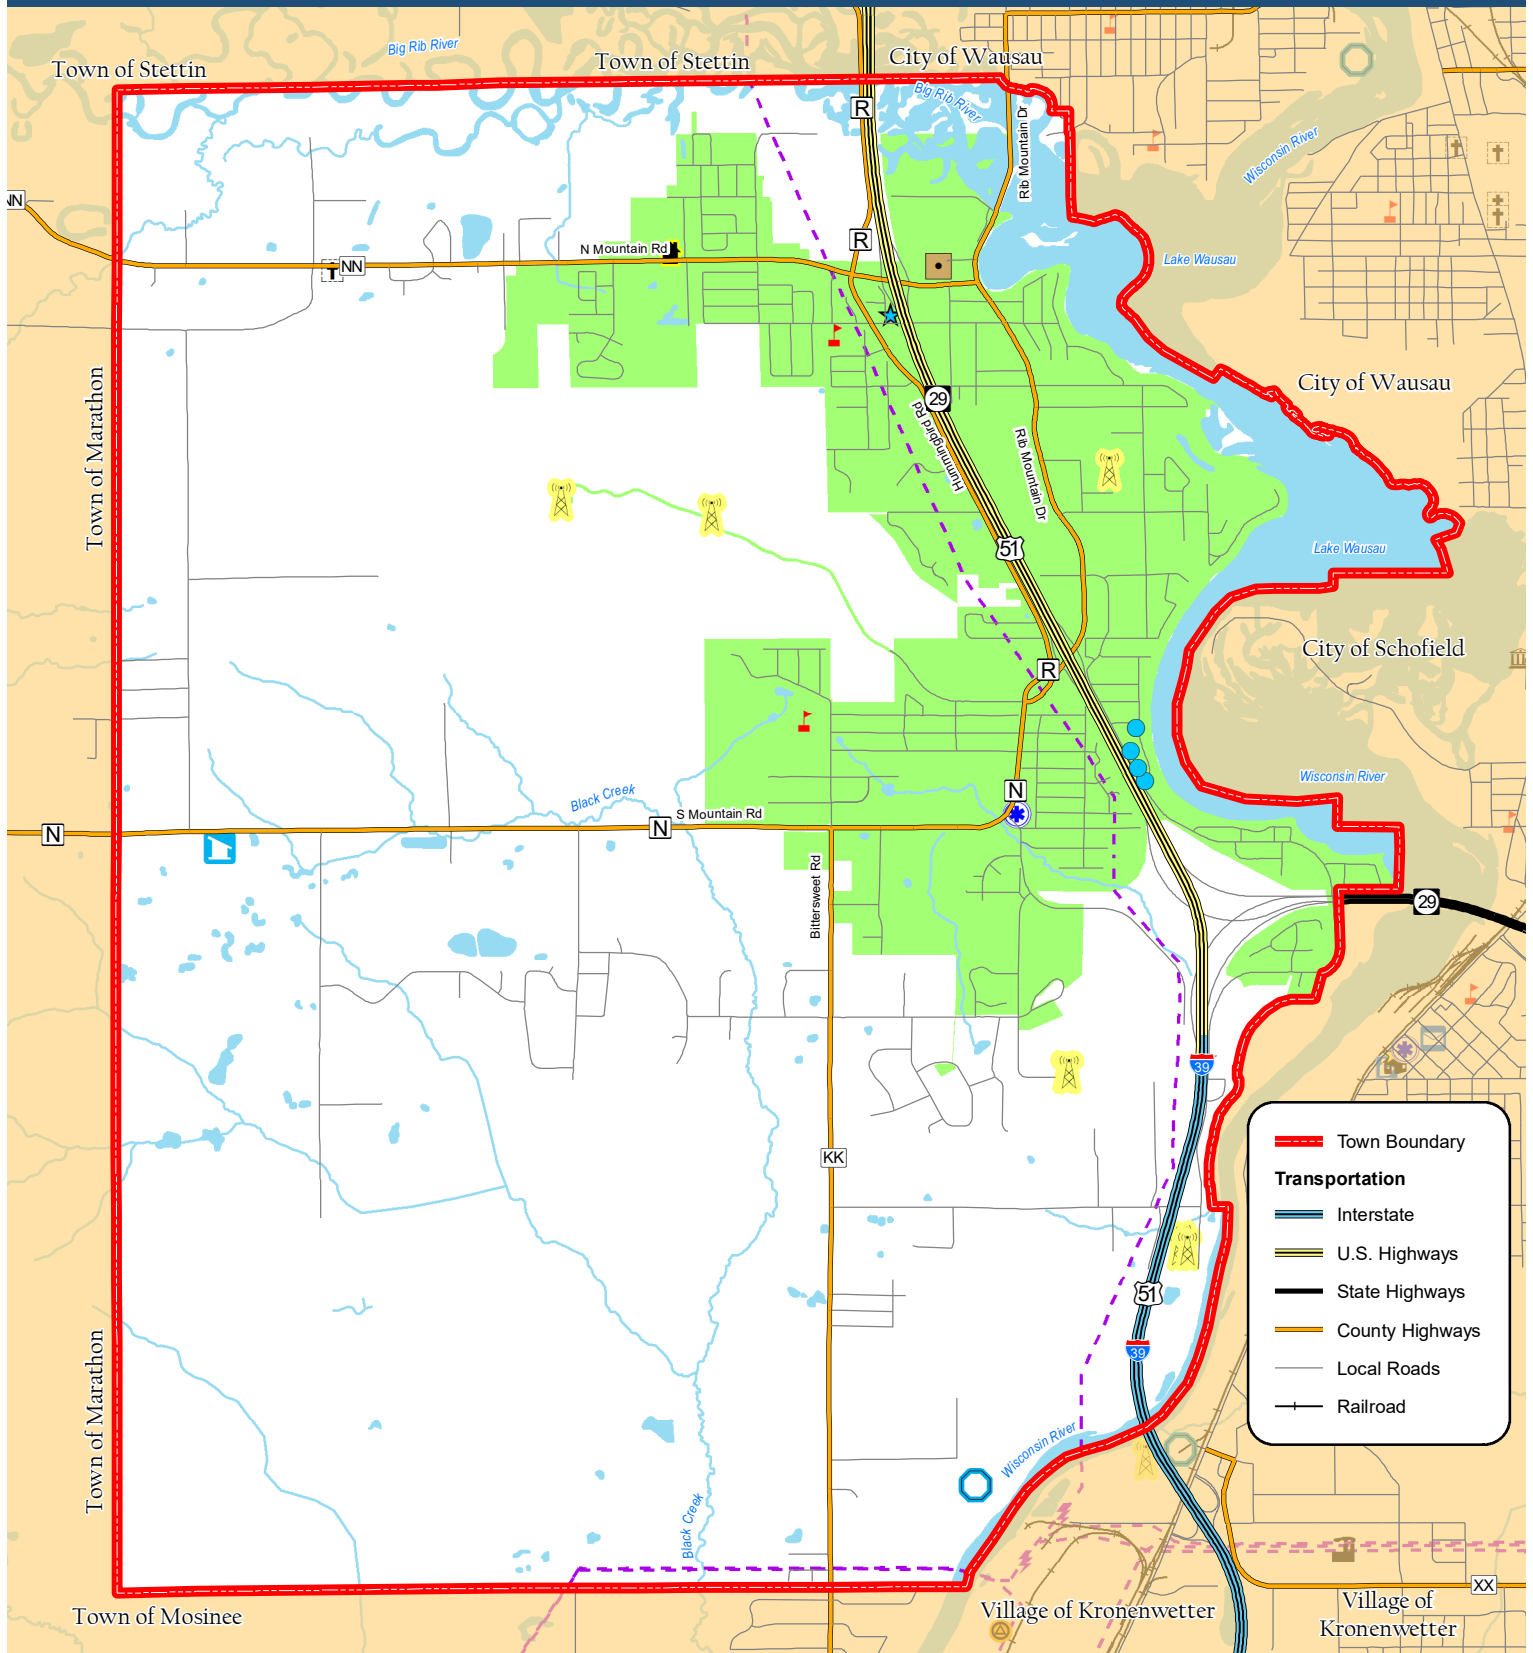 Big Rib River
Town of Stettin
Town of Stettin
City of Wausau
Big Rib River
R
Rib Mountain Dr
Wisconsin River
NN
R
N Mountain Rd
NN
Lake Wausau
City of Wausau
Town of Marathon
29
Hummingbird Rd
Rib Mountain Dr
51
Lake Wausau
City of Schofield
R
Wisconsin River
Black Creek
N
S Mountain Rd
N
N
Bittersweet Rd
29
39
Town Boundary
Transportation
KK
Interstate
U.S. Highways
51
State Highways
County Highways
39
Local Roads
Railroad
Town of Marathon
Wisconsin River
Black Creek
XX
Town of Mosinee
Village of Kronenwetter
Village of
Kronenwetter